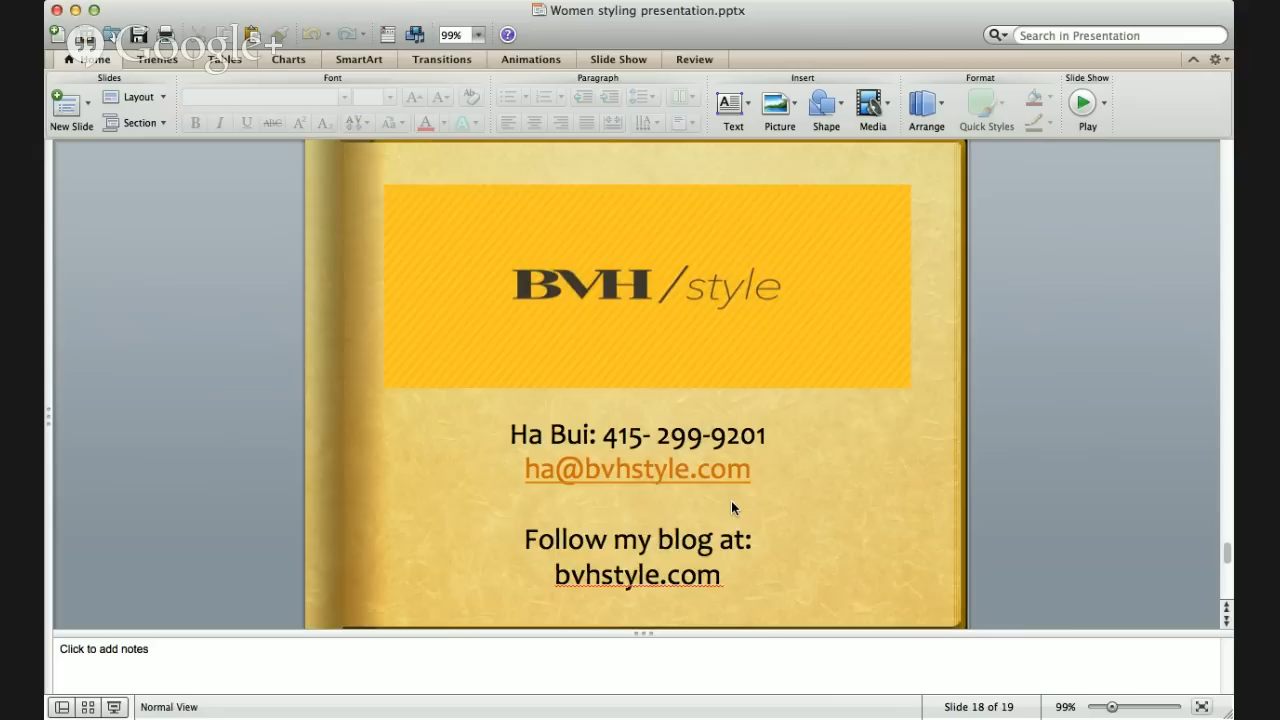 Women styling presentation.pptx
99%
Search in Presentation
Google+
Home Themes Tables Charts SmartArt Transitions Animations Slide Show Review
Slides Font Paragraph Insert Format Slide Show
New Slide Layout Section Text Picture Shape Media Arrange Quick Styles Play
BVH/style
Ha Bui: 415- 299-9201
ha@bvhstyle.com
Follow my blog at:
bvhstyle.com
Click to add notes
Normal View Slide 18 of 19 99%